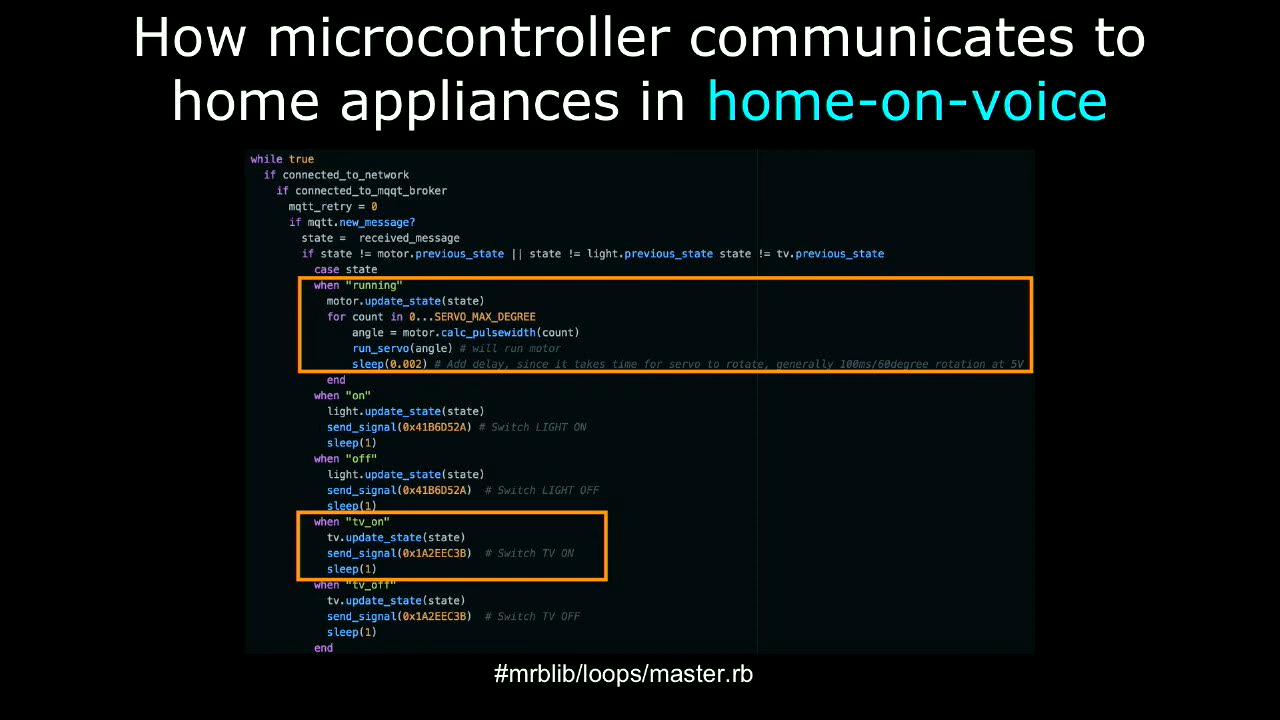 How microcontroller communicates to
home appliances in home-on-voice
while true
if connected_to_network
if connected_to_mqqt_broker
mqtt_retry = 0
if mqtt.new_message?
state =  received_message
if state != motor.previous_state || state != light.previous_state state != tv.previous_state
case state
when "running"
motor.update_state(state)
for count in 0...SERVO_MAX_DEGREE
angle = motor.calc_pulsewidth(count)
run_servo(angle) # will run motor
sleep(0.002) # Add delay, since it takes time for servo to rotate, generally 100ms/60degree rotation at 5V
end
when "on"
light.update_state(state)
send_signal(0x41B6D52A) # Switch LIGHT ON
sleep(1)
when "off"
light.update_state(state)
send_signal(0x41B6D52A)  # Switch LIGHT OFF
sleep(1)
when "tv_on"
tv.update_state(state)
send_signal(0x1A2EEC3B)  # Switch TV ON
sleep(1)
when "tv_off"
tv.update_state(state)
send_signal(0x1A2EEC3B)  # Switch TV OFF
sleep(1)
end
#mrblib/loops/master.rb